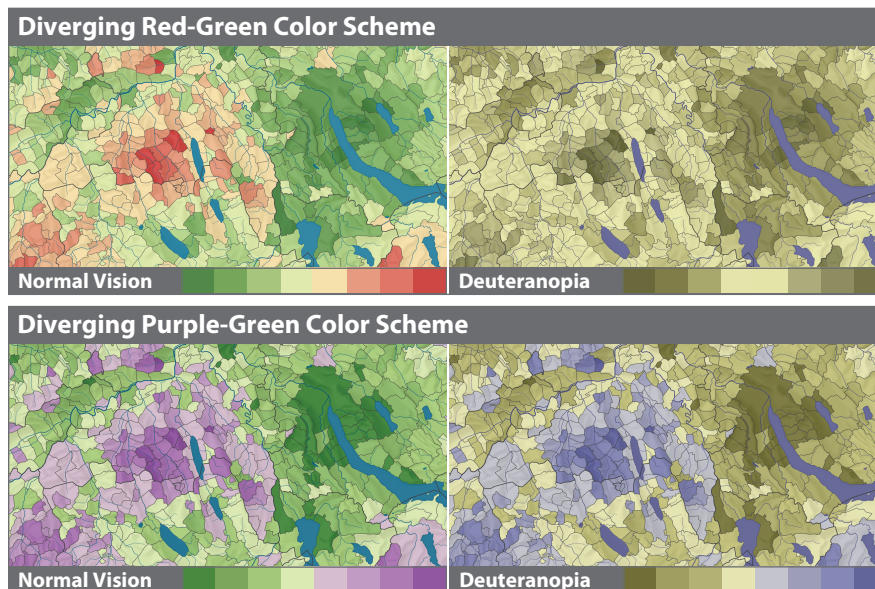 Diverging Red-Green Color Scheme
Normal Vision
Deuteranopia
Diverging Purple-Green Color Scheme
Normal Vision
Deuteranopia